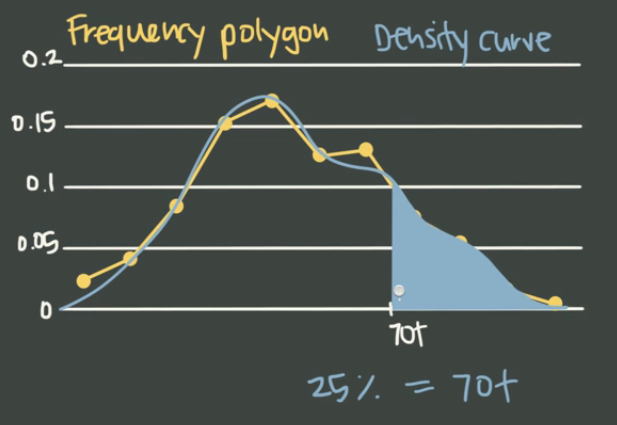 Frequency polygon
Density curve
0.2
0.15
0.1
0.05
0
70+
25% = 70+